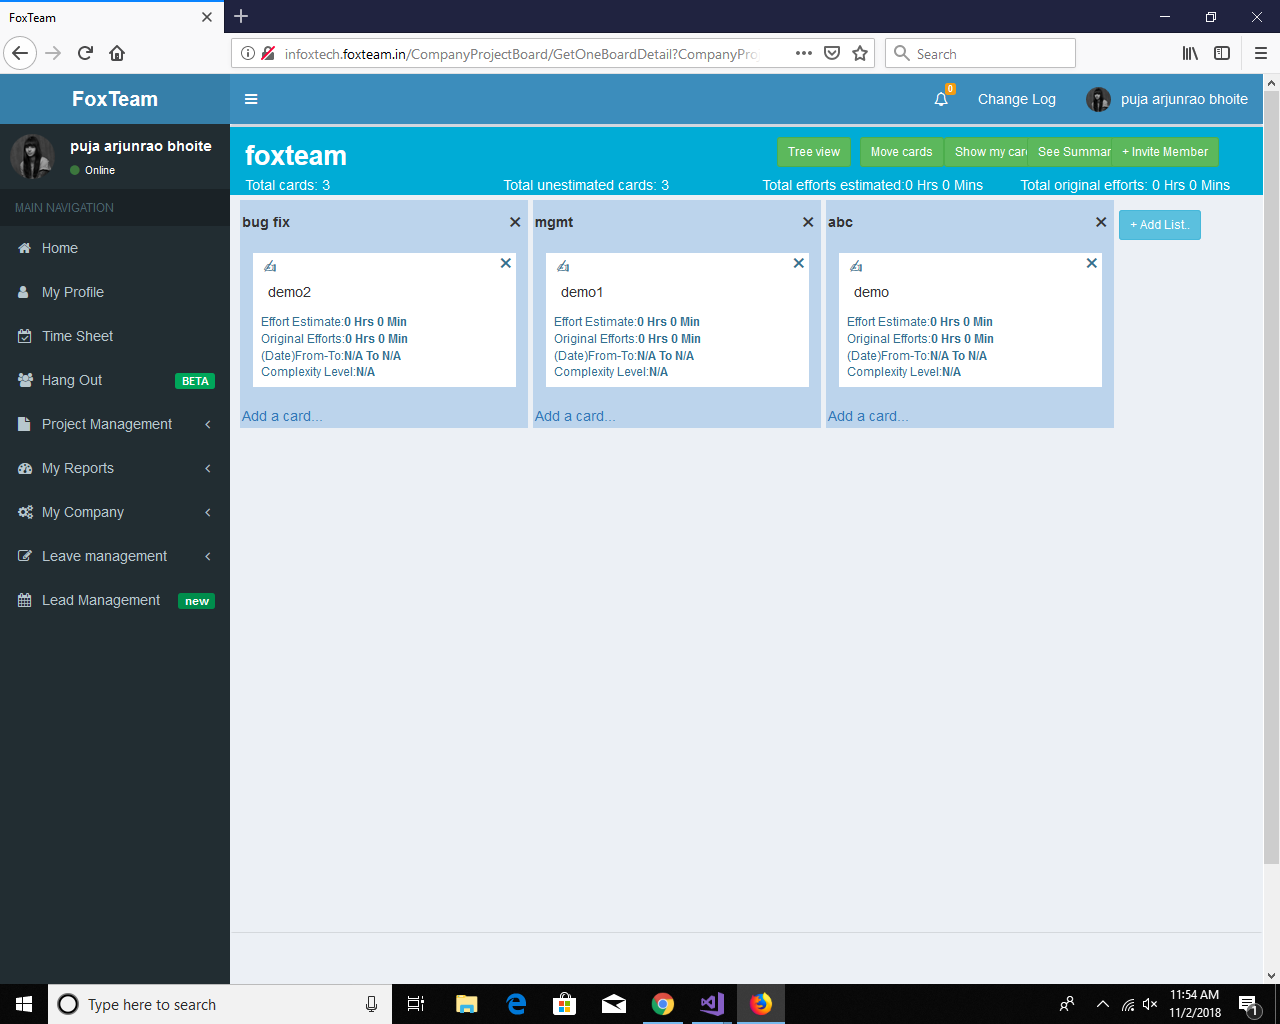 FoxTeam
infoxtech.foxteam.in/CompanyProjectBoard/GetOneBoardDetail?CompanyPro
Search
FoxTeam
0
Change Log
puja arjunrao bhoite
puja arjunrao bhoite
Online
MAIN NAVIGATION
Home
My Profile
Time Sheet
Hang Out BETA
Project Management
My Reports
My Company
Leave management
Lead Management new
foxteam
Tree view
Move cards
Show my car
See Summar
+ Invite Member
Total cards: 3
Total unestimated cards: 3
Total efforts estimated:0 Hrs 0 Mins
Total original efforts: 0 Hrs 0 Mins
bug fix
demo2
Effort Estimate:0 Hrs 0 Min
Original Efforts:0 Hrs 0 Min
(Date)From-To:N/A To N/A
Complexity Level:N/A
Add a card...
mgmt
demo1
Effort Estimate:0 Hrs 0 Min
Original Efforts:0 Hrs 0 Min
(Date)From-To:N/A To N/A
Complexity Level:N/A
Add a card...
abc
demo
Effort Estimate:0 Hrs 0 Min
Original Efforts:0 Hrs 0 Min
(Date)From-To:N/A To N/A
Complexity Level:N/A
Add a card...
+ Add List..
Type here to search
11:54 AM
11/2/2018
1